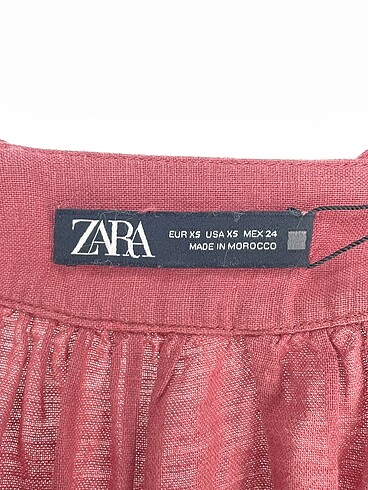 ZARA
EUR XS USA XS MEX 24
MADE IN MOROCCO